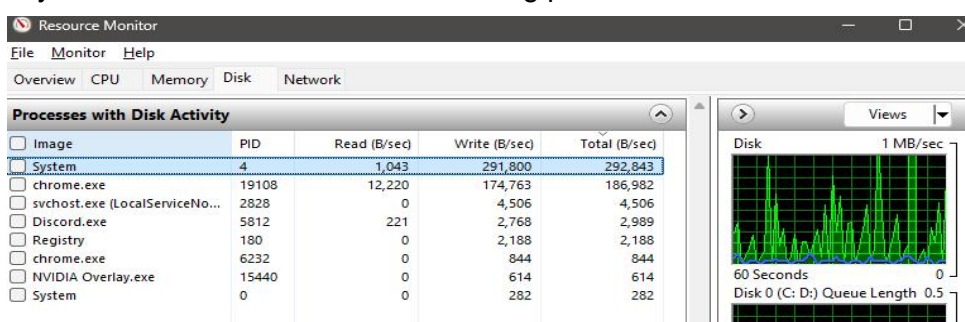 Resource Monitor
File Monitor Help
Overview CPU Memory Disk Network
Processes with Disk Activity
Views
Image PID Read (B/sec) Write (B/sec) Total (B/sec)
System 4 1,043 291,800 292,843
chrome.exe 19108 12,220 174,763 186,982
svchost.exe (LocalServiceNo... 2828 0 4,506 4,506
Discord.exe 5812 221 2,768 2,989
Registry 180 0 2,188 2,188
chrome.exe 6232 0 844 844
NVIDIA Overlay.exe 15440 0 614 614
System 0 0 282 282
Disk 1 MB/sec
60 Seconds 0
Disk 0 (C: D:) Queue Length 0.5